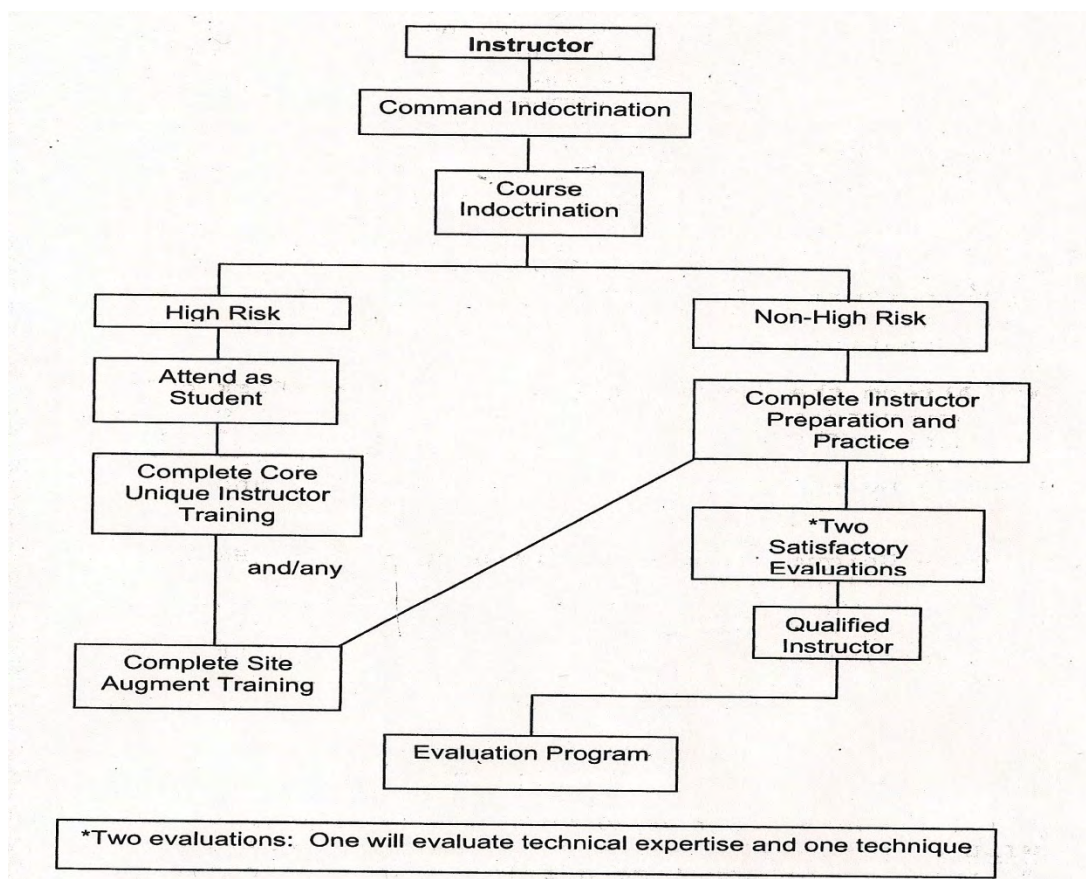 Instructor
Command Indoctrination
Course
Indoctrination
High Risk
Non-High Risk
Attend as
Student
Complete Instructor
Preparation and
Practice
Complete Core
Unique Instructor
Training
*Two
Satisfactory
Evaluations
and/any
Qualified
Instructor
Complete Site
Augment Training
Evaluation Program
*Two evaluations: One will evaluate technical expertise and one technique